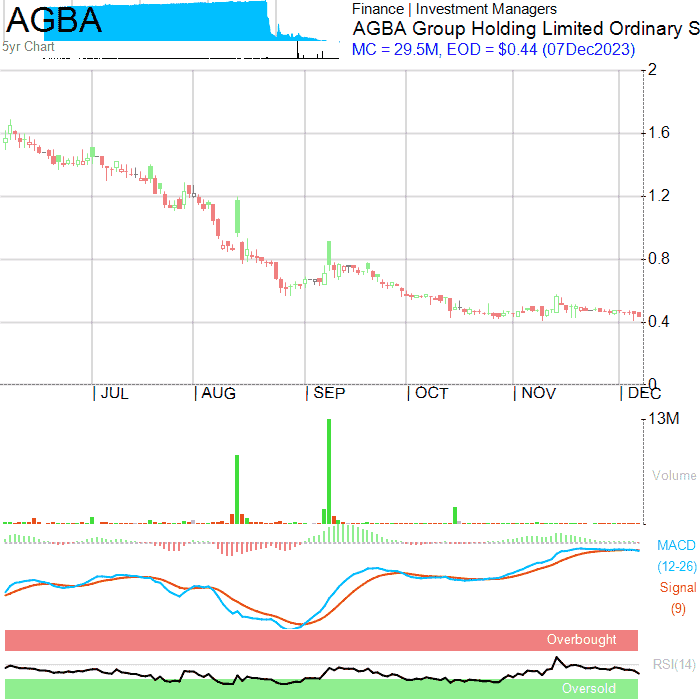 AGBA
5yr Chart
Finance | Investment Managers
AGBA Group Holding Limited Ordinary S
MC = 29.5M, EOD = $0.44 (07Dec2023)
2
1.6
1.2
0.8
0.4
0
JUL AUG SEP OCT NOV DEC
13M
Volume
MACD
(12-26)
Signal
(9)
Overbought
RSI(14)
Oversold